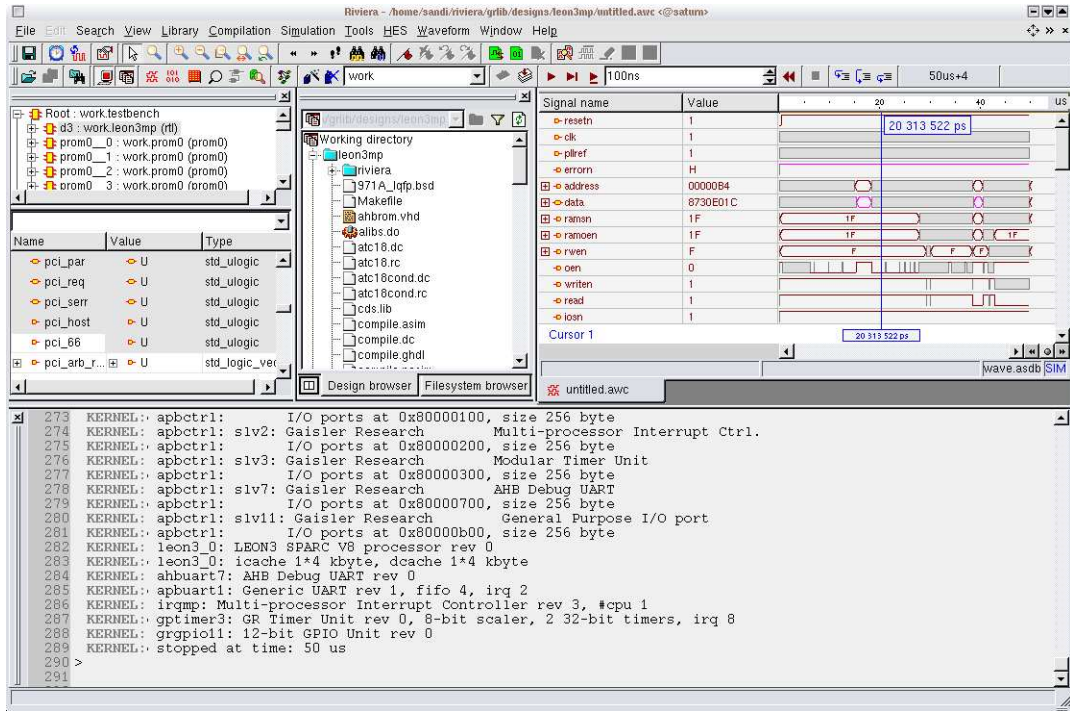 Riviera - /home/sandi/riviera/grlib/designs/leon3mp/untitled.awc <@saturn>
File Edit Search View Library Compilation Simulation Tools HES Waveform Window Help
work
100ns
50us+4
Root : work.testbench
d3 : work.leon3mp (rtl)
prom0__0 : work.prom0 (prom0)
prom0__1 : work.prom0 (prom0)
prom0__2 : work.prom0 (prom0)
prom0__3 : work.prom0 (prom0)
Name Value Type
pci_par U std_ulogic
pci_req U std_ulogic
pci_serr U std_ulogic
pci_host U std_ulogic
pci_66 U std_ulogic
pci_arb_r... U std_logic_vec
v/grlib/designs/leon3mp
Working directory
leon3mp
riviera
971A_lqfp.bsd
Makefile
ahbrom.vhd
alibs.do
atc18.dc
atc18.rc
atc18cond.dc
atc18cond.rc
cds.lib
compile.asim
compile.dc
compile.ghdl
Design browser Filesystem browser
Signal name Value 20 40 us
20 313 522 ps
resetn 1
clk 1
pllref 1
errorn H
address 00000B4
data 8730E01C
ramsn 1F 1F
ramoen 1F 1F 1F
rwen F F F F
oen 0
writen 1
read 1
iosn 1
Cursor 1 20 313 522 ps
wave.asdb SIM
untitled.awc
273 KERNEL: apbctrl: I/O ports at 0x80000100, size 256 byte
274 KERNEL: apbctrl: slv2: Gaisler Research Multi-processor Interrupt Ctrl.
275 KERNEL: apbctrl: I/O ports at 0x80000200, size 256 byte
276 KERNEL: apbctrl: slv3: Gaisler Research Modular Timer Unit
277 KERNEL: apbctrl: I/O ports at 0x80000300, size 256 byte
278 KERNEL: apbctrl: slv7: Gaisler Research AHB Debug UART
279 KERNEL: apbctrl: I/O ports at 0x80000700, size 256 byte
280 KERNEL: apbctrl: slv11: Gaisler Research General Purpose I/O port
281 KERNEL: apbctrl: I/O ports at 0x80000b00, size 256 byte
282 KERNEL: leon3_0: LEON3 SPARC V8 processor rev 0
283 KERNEL: leon3_0: icache 1*4 kbyte, dcache 1*4 kbyte
284 KERNEL: ahbuart7: AHB Debug UART rev 0
285 KERNEL: apbuart1: Generic UART rev 1, fifo 4, irq 2
286 KERNEL: irqmp: Multi-processor Interrupt Controller rev 3, #cpu 1
287 KERNEL: gptimer3: GR Timer Unit rev 0, 8-bit scaler, 2 32-bit timers, irq 8
288 KERNEL: grgpio11: 12-bit GPIO Unit rev 0
289 KERNEL: stopped at time: 50 us
290 >
291